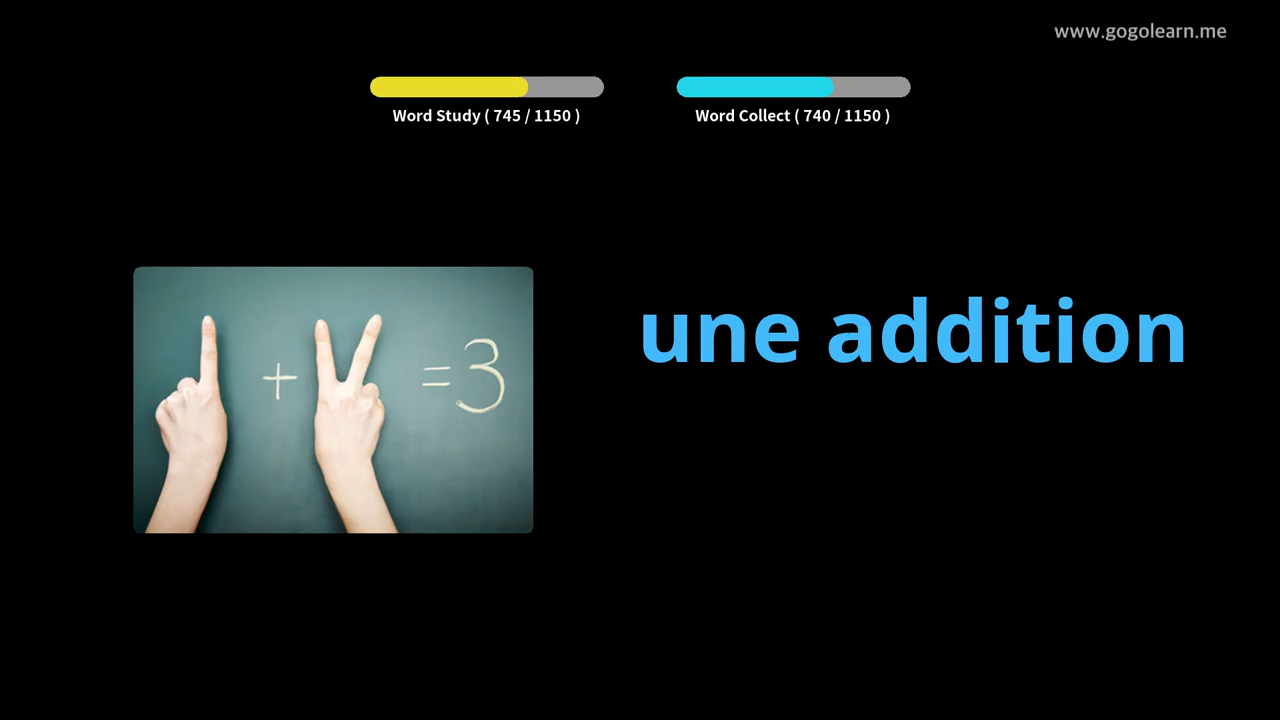 www.gogolearn.me
Word Study ( 745 / 1150 )
Word Collect ( 740 / 1150 )
une addition
+ = 3